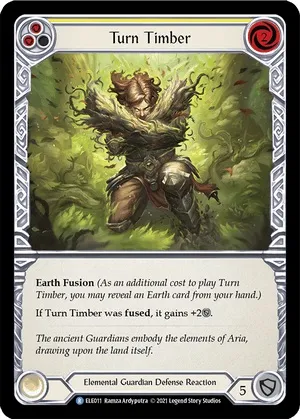 Turn Timber
2
Earth Fusion (As an additional cost to play Turn
Timber, you may reveal an Earth card from your hand.)
If Turn Timber was fused, it gains +2
The ancient Guardians embody the elements of Aria,
drawing upon the land itself.
Elemental Guardian Defense Reaction
5
R ELE011 Ramza Ardyputra © 2021 Legend Story Studios